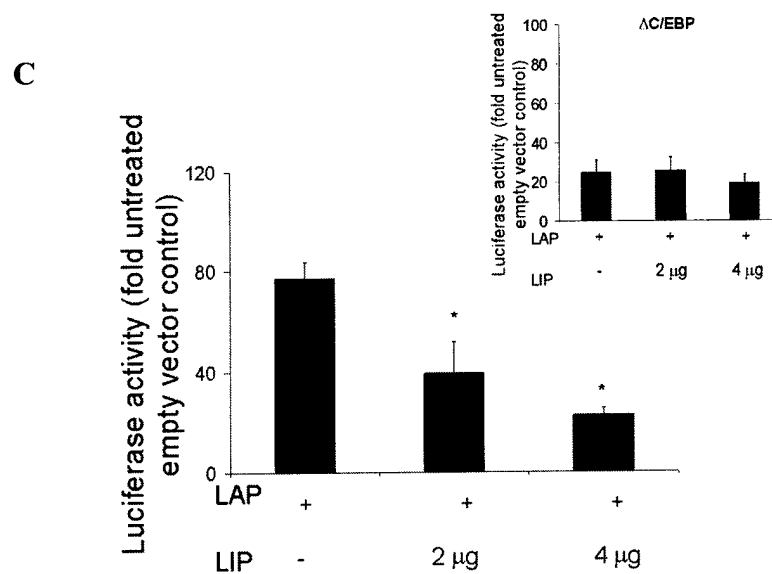 C
Luciferase activity (fold untreated
empty vector control)
120
80
40
0
LAP + + +
LIP - 2 µg 4 µg
* *
ΔC/EBP
Luciferase activity (fold untreated
empty vector control)
100
80
60
40
20
0
LAP + + +
LIP - 2 µg 4 µg